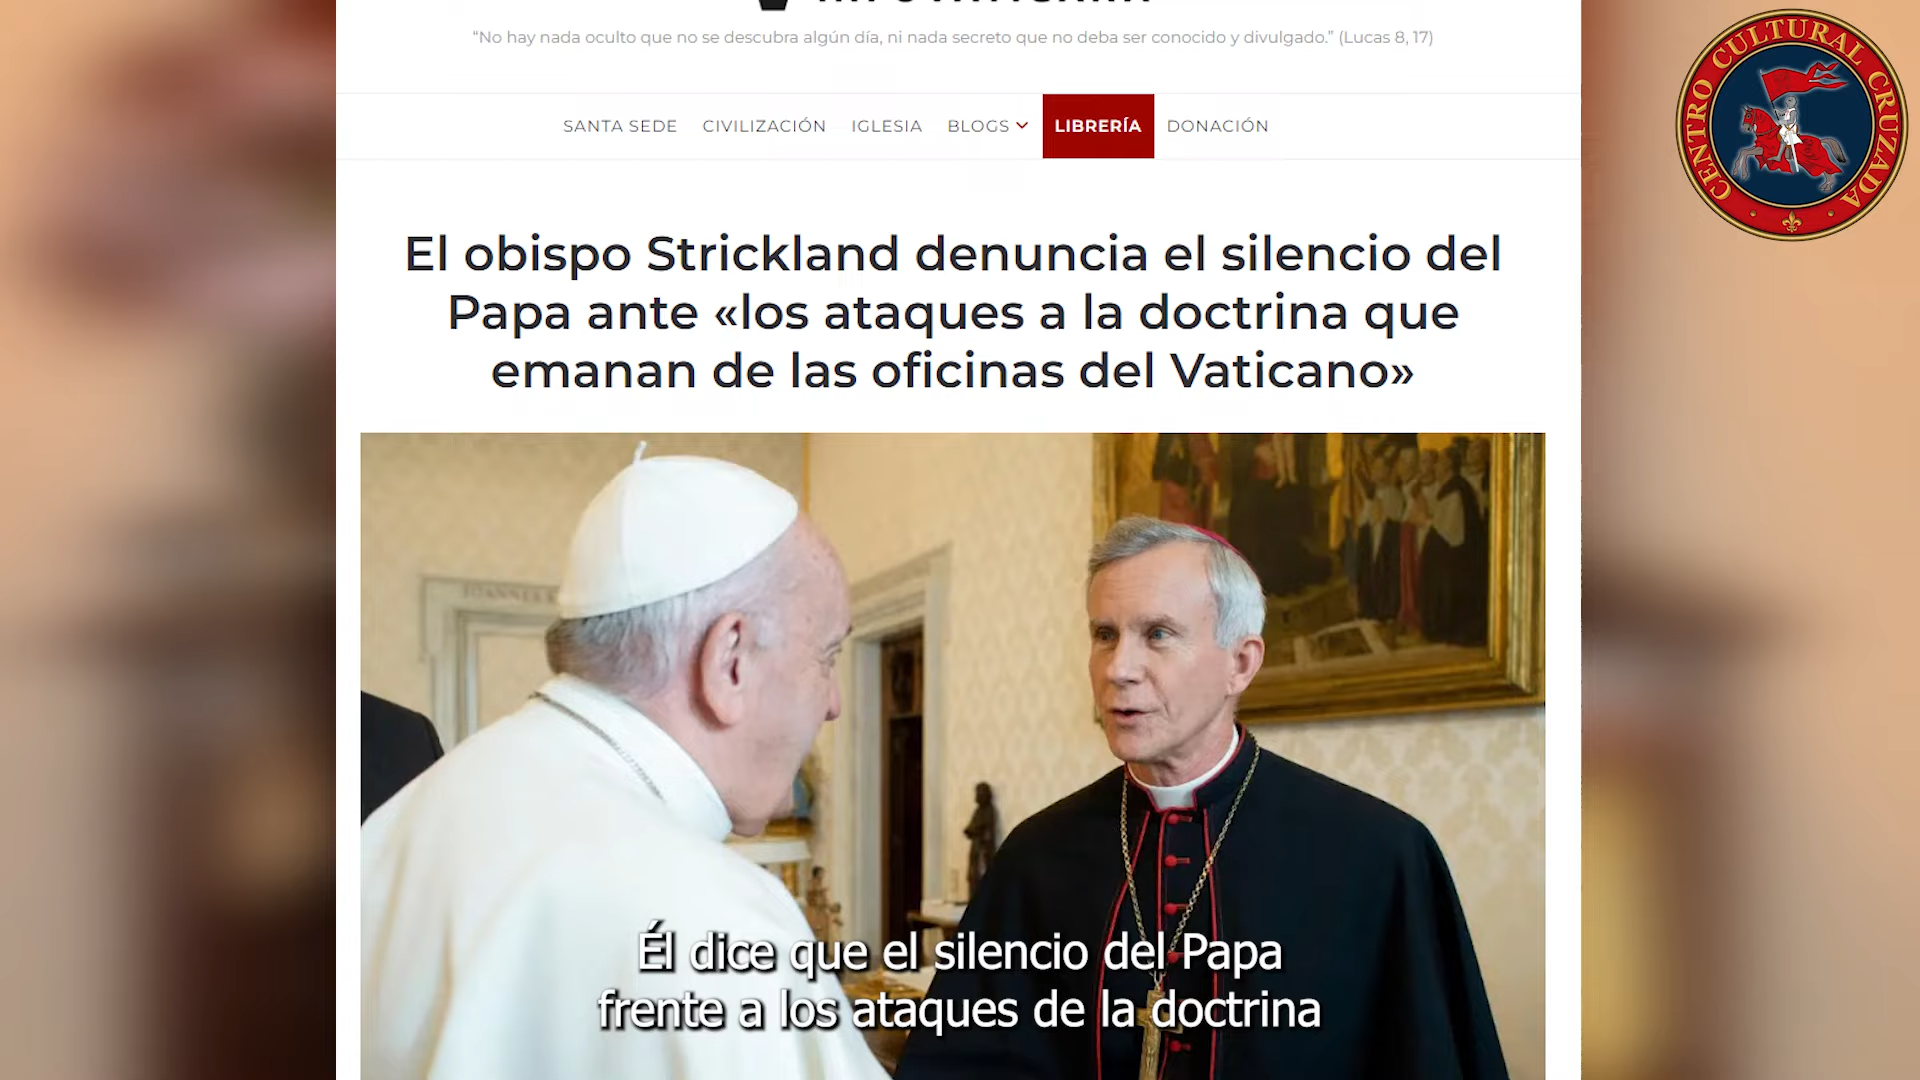 “No hay nada oculto que no se descubra algún día, ni nada secreto que no deba ser conocido y divulgado.” (Lucas 8, 17)
SANTA SEDE CIVILIZACIÓN IGLESIA BLOGS LIBRERÍA DONACIÓN
El obispo Strickland denuncia el silencio del
Papa ante «los ataques a la doctrina que
emanan de las oficinas del Vaticano»
Él dice que el silencio del Papa
frente a los ataques de la doctrina
CENTRO CULTURAL CRUZADA